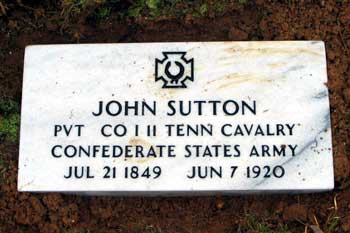 JOHN SUTTON
PVT CO I 11 TENN CAVALRY
CONFEDERATE STATES ARMY
JUL 21 1849 JUN 7 1920